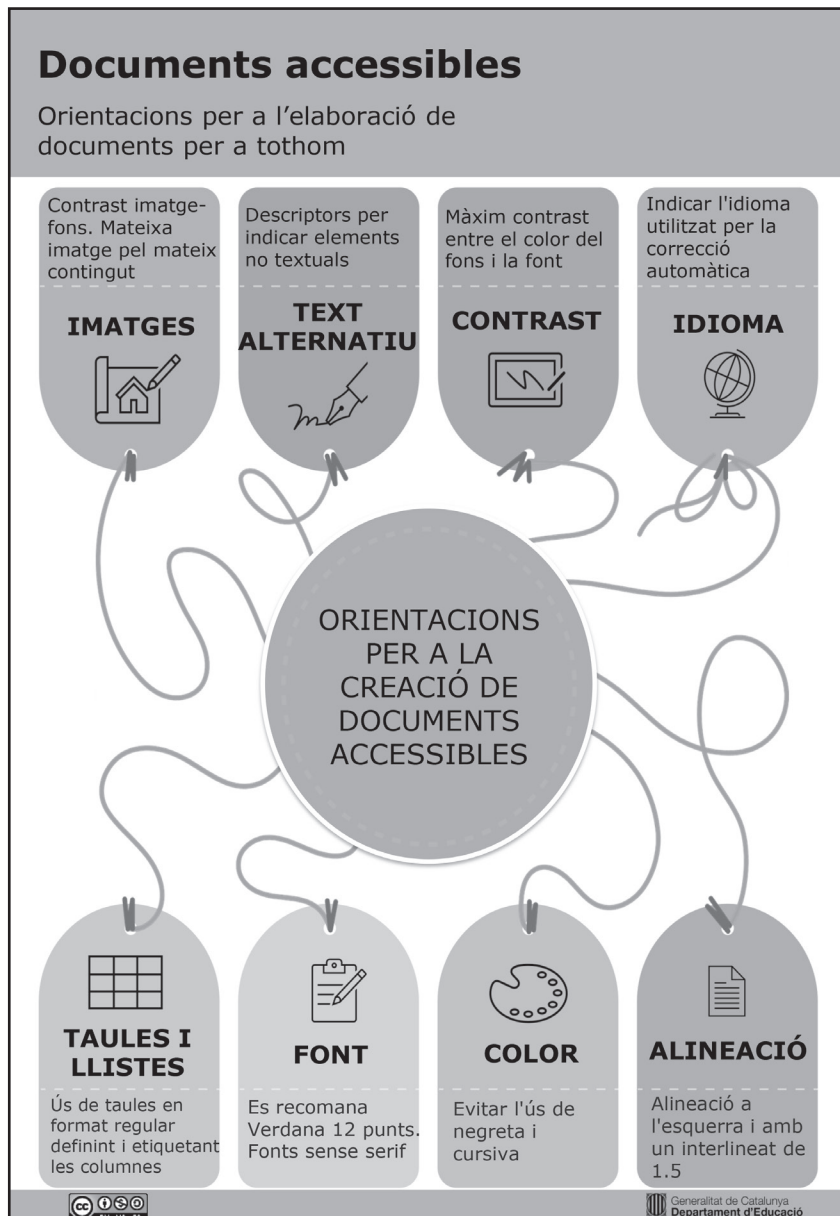 Documents accessibles
Orientacions per a l'elaboració de
documents per a tothom
Contrast imatge-
fons. Mateixa
imatge pel mateix
contingut
IMATGES
Descriptors per
indicar elements
no textuals
TEXT
ALTERNATIU
Màxim contrast
entre el color del
fons i la font
CONTRAST
Indicar l'idioma
utilitzat per la
correcció
automàtica
IDIOMA
ORIENTACIONS
PER A LA
CREACIÓ DE
DOCUMENTS
ACCESSIBLES
TAULES I
LLISTES
Ús de taules en
format regular
definint i etiquetant
les columnes
FONT
Es recomana
Verdana 12 punts.
Fonts sense serif
COLOR
Evitar l'ús de
negreta i
cursiva
ALINEACIÓ
Alineació a
l'esquerra i amb
un interlineat de
1.5
cc
Generalitat de Catalunya
Departament d'Educació